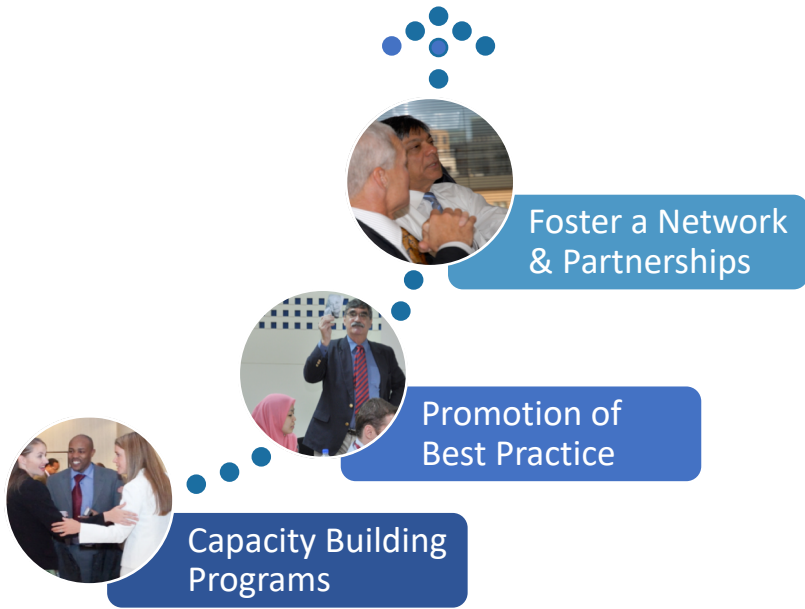 Foster a Network
& Partnerships
Promotion of
Best Practice
Capacity Building
Programs